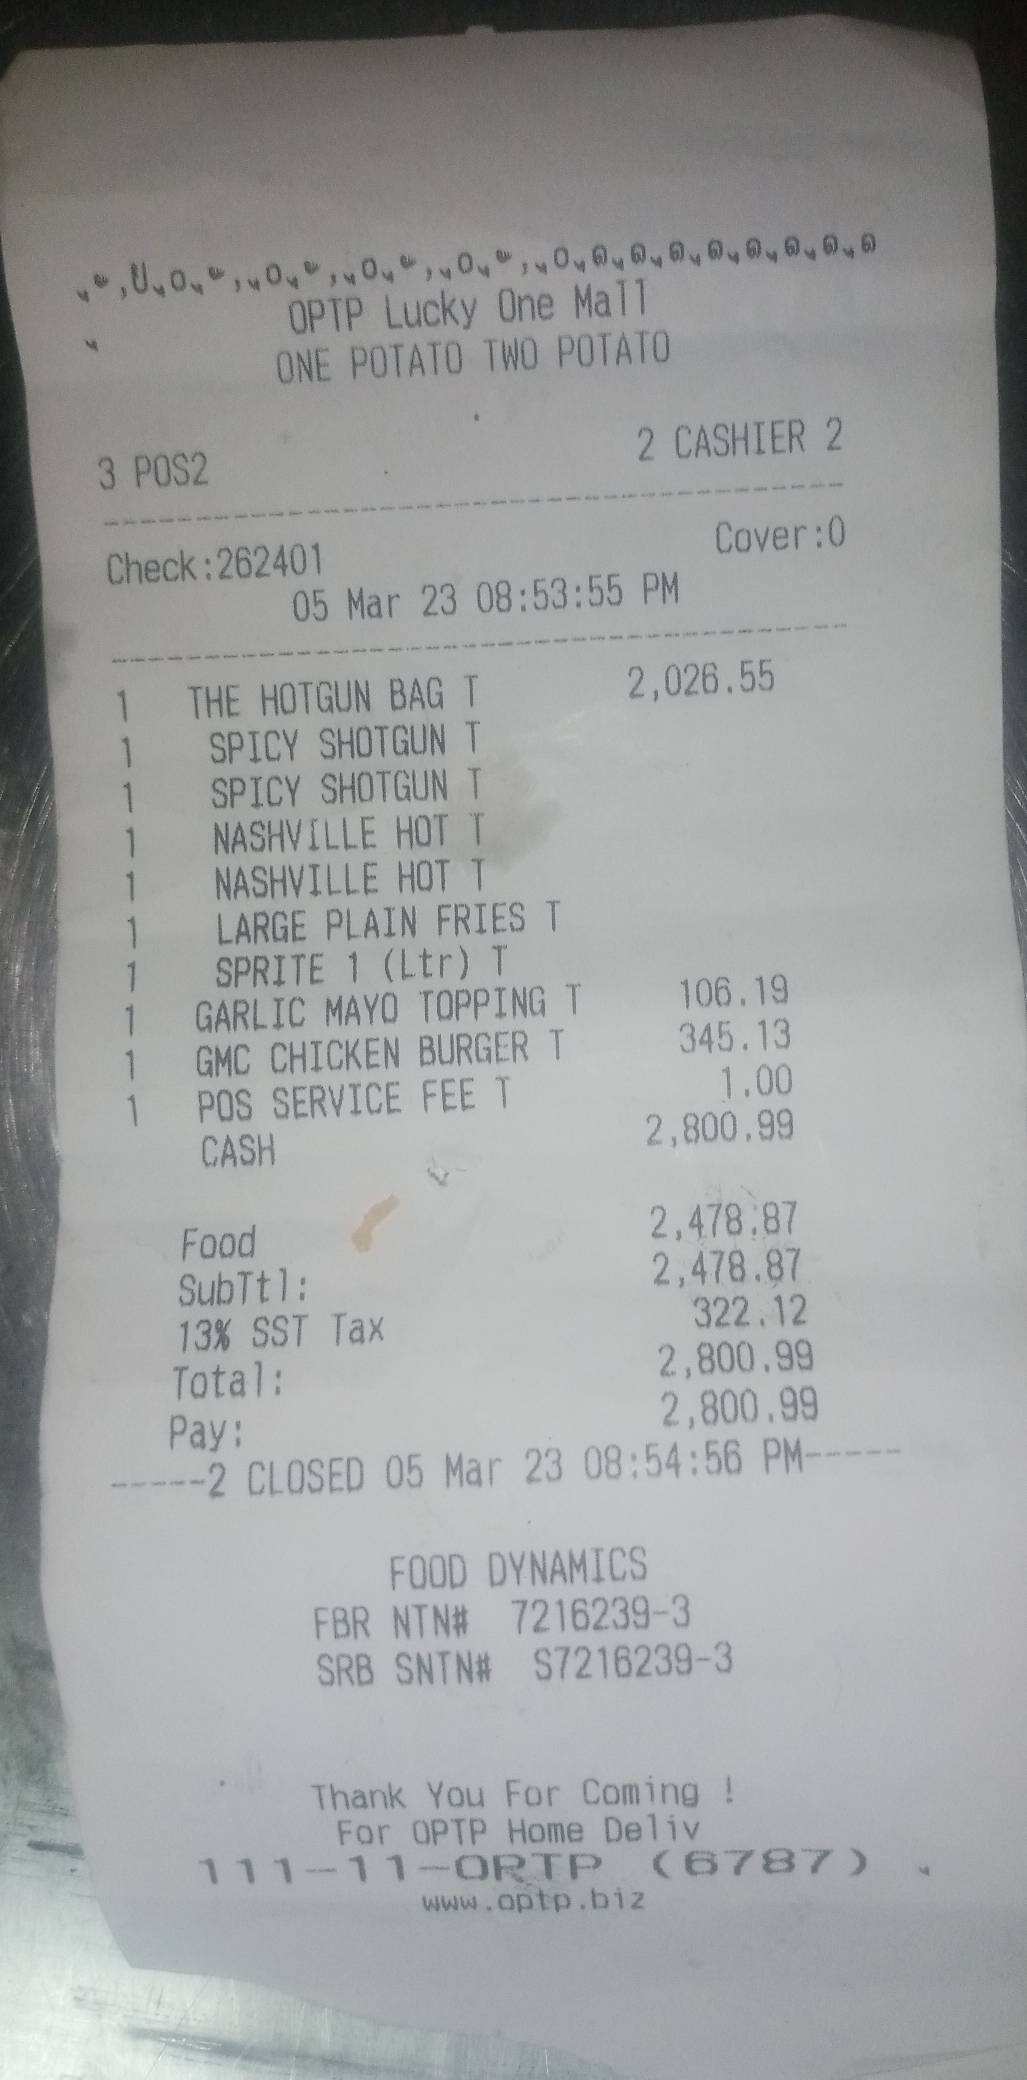 OPTP Lucky One Mall
ONE POTATO TWO POTATO
3 POS2 2 CASHIER 2
Check:262401 Cover:0
05 Mar 23 08:53:55 PM
1 THE HOTGUN BAG T 2,026.55
1 SPICY SHOTGUN T
1 SPICY SHOTGUN T
1 NASHVILLE HOT T
1 NASHVILLE HOT T
1 LARGE PLAIN FRIES T
1 SPRITE 1 (Ltr) T
1 GARLIC MAYO TOPPING T 106.19
1 GMC CHICKEN BURGER T 345.13
1 POS SERVICE FEE T 1.00
CASH 2,800.99
Food 2,478.87
SubTtl: 2,478.87
13% SST Tax 322.12
Total: 2,800.99
Pay: 2,800.99
-----2 CLOSED 05 Mar 23 08:54:56 PM-----
FOOD DYNAMICS
FBR NTN# 7216239-3
SRB SNTN# S7216239-3
Thank You For Coming !
For OPTP Home Deliv
111-11-OPTP (6787)
www.optp.biz